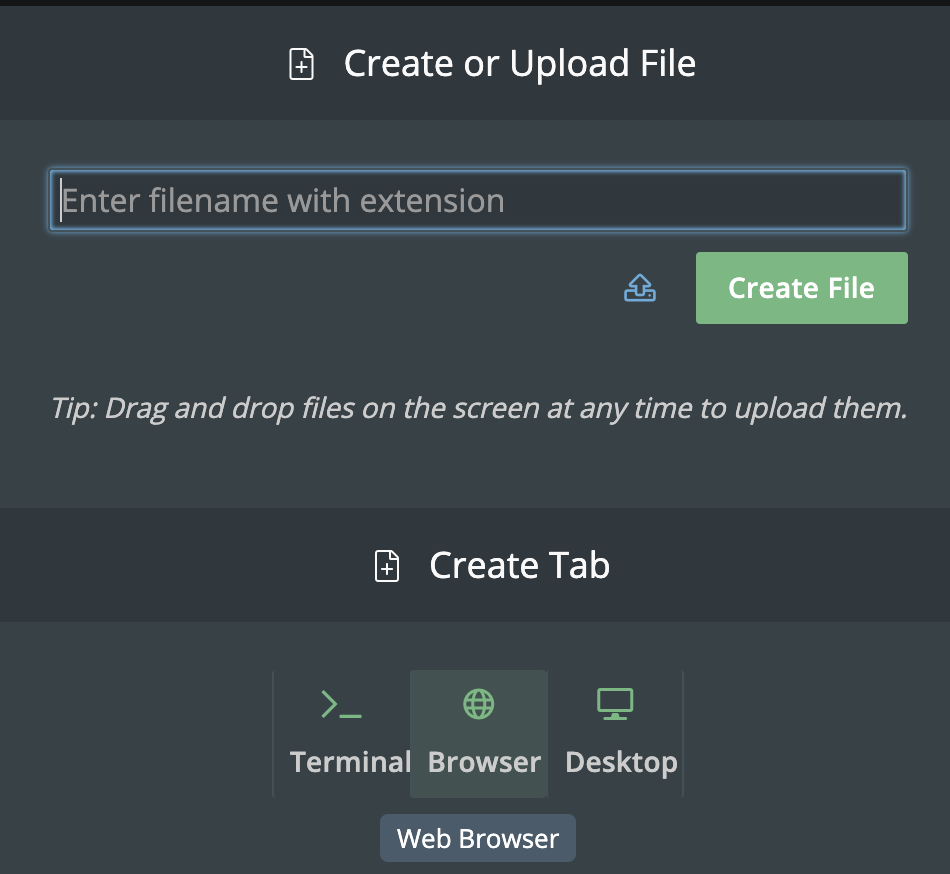 Create or Upload File
Enter filename with extension
Create File
Tip: Drag and drop files on the screen at any time to upload them.
Create Tab
Terminal Browser Desktop
Web Browser